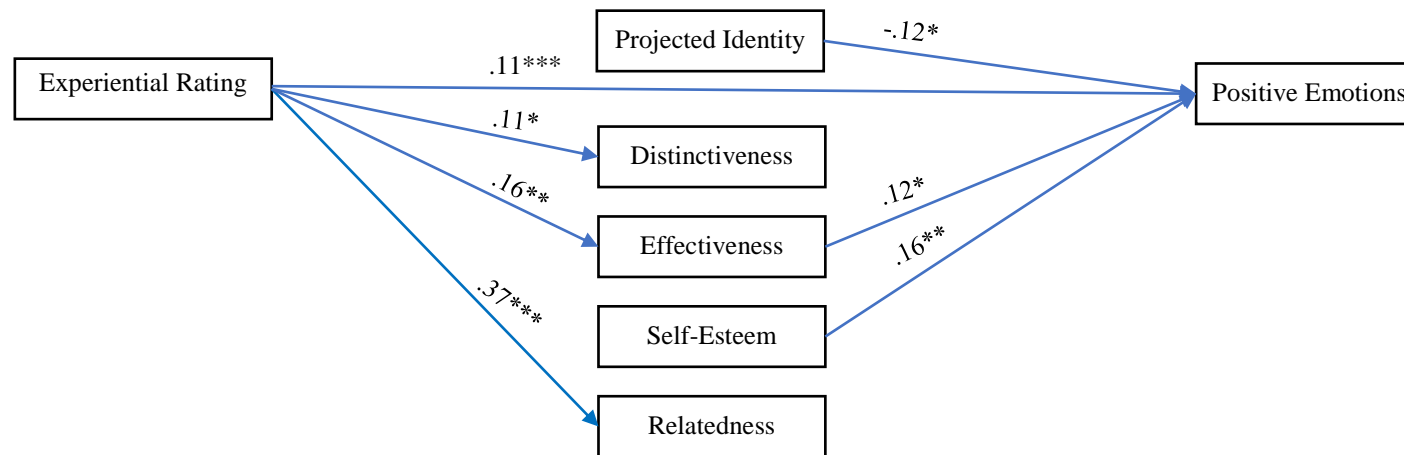 Projected Identity
-.12*
Experiential Rating
.11***
Positive Emotions
.11*
Distinctiveness
.16**
Effectiveness
.12*
.16**
.37***
Self-Esteem
Relatedness